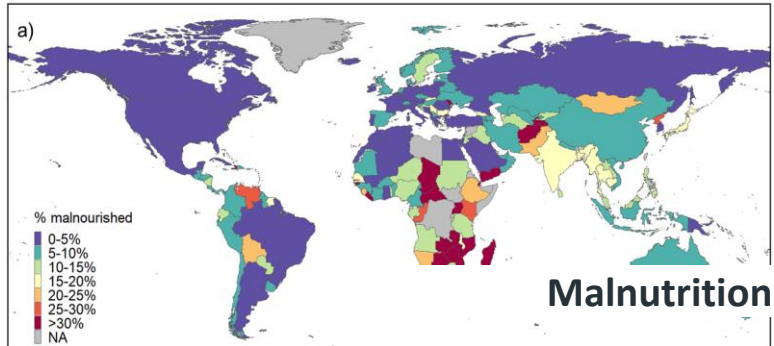 a)
% malnourished
0-5%
5-10%
10-15%
15-20%
20-25%
25-30%
>30%
NA
Malnutrition